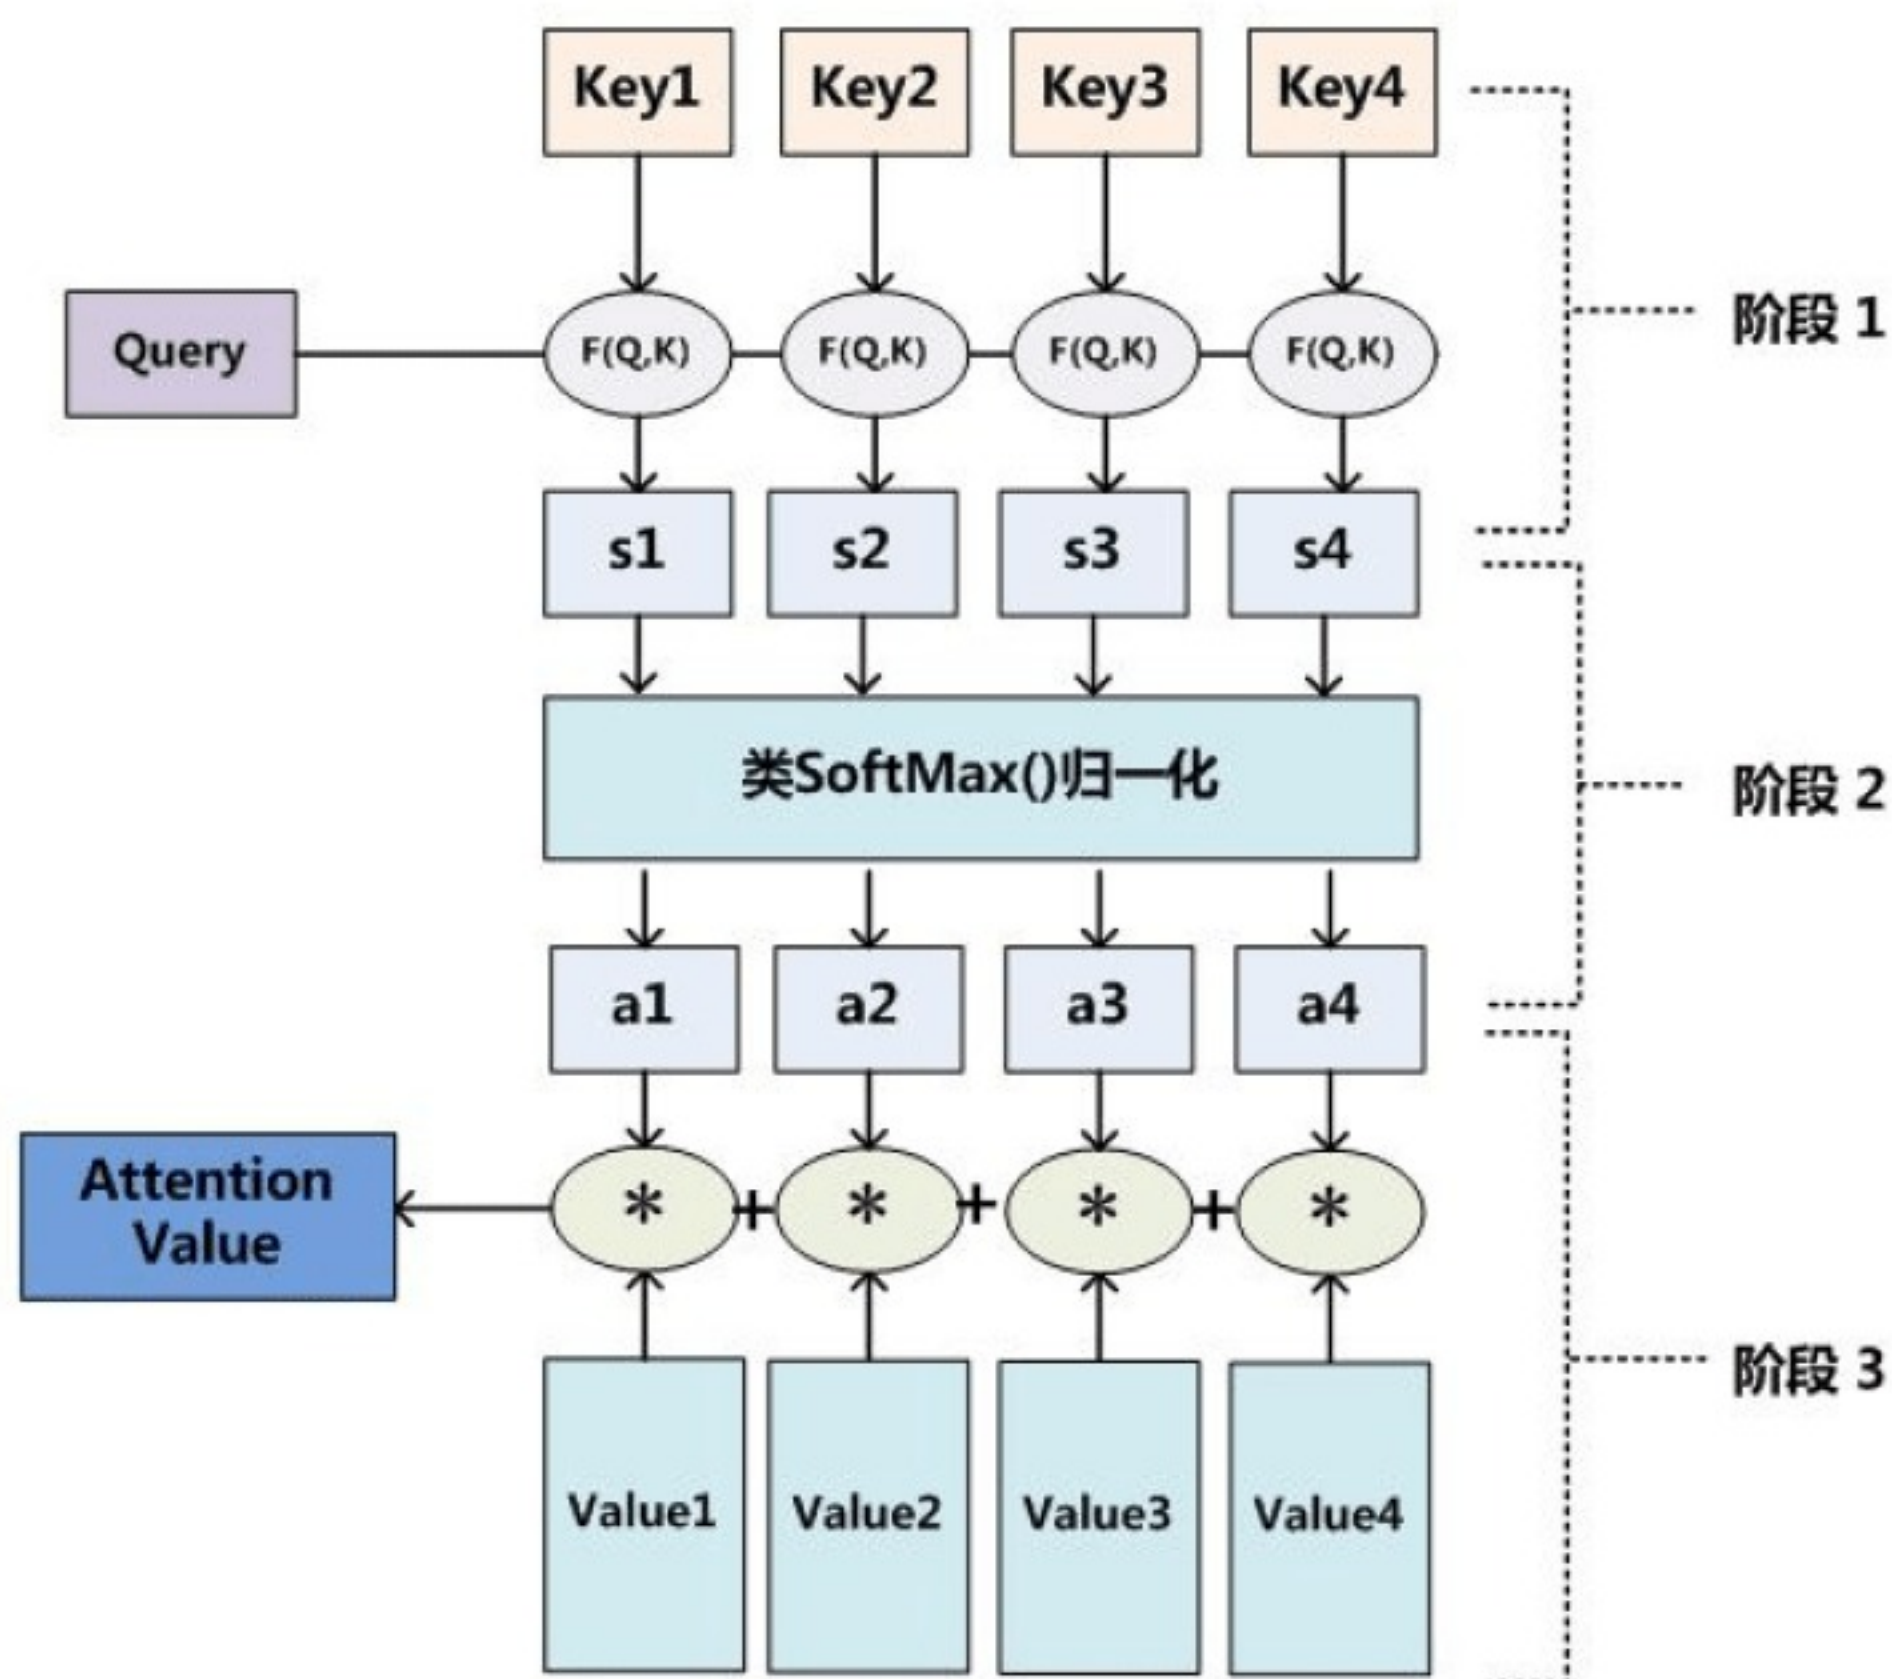 Key1 Key2 Key3 Key4
阶段 1
Query F(Q,K) F(Q,K) F(Q,K) F(Q,K)
s1 s2 s3 s4
类SoftMax()归一化
阶段 2
a1 a2 a3 a4
Attention
Value
* + * + * + *
阶段 3
Value1 Value2 Value3 Value4